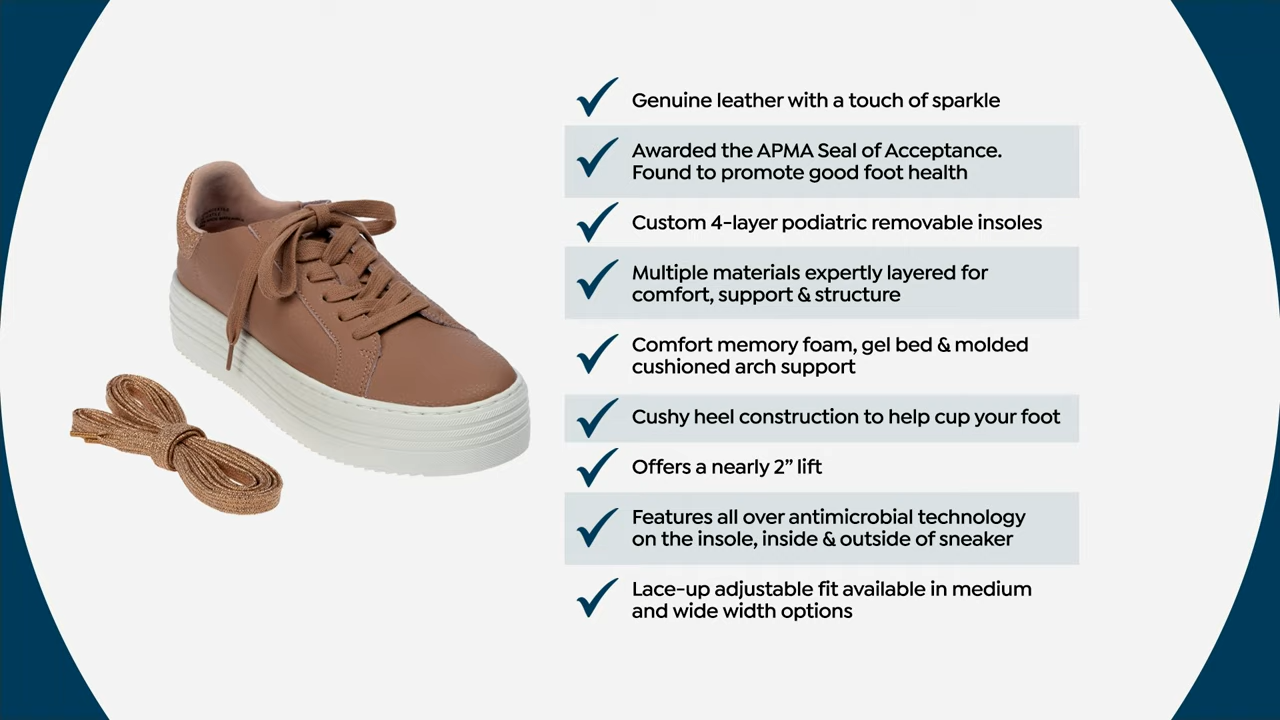 Genuine leather with a touch of sparkle
Awarded the APMA Seal of Acceptance.
Found to promote good foot health
Custom 4-layer podiatric removable insoles
Multiple materials expertly layered for
comfort, support & structure
Comfort memory foam, gel bed & molded
cushioned arch support
Cushy heel construction to help cup your foot
Offers a nearly 2” lift
Features all over antimicrobial technology
on the insole, inside & outside of sneaker
Lace-up adjustable fit available in medium
and wide width options